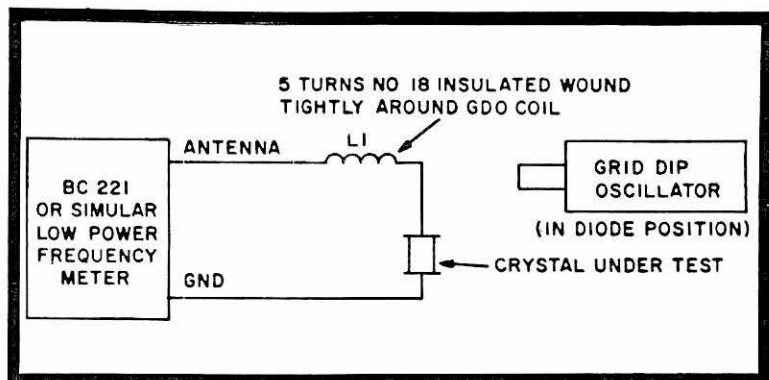 5 TURNS NO 18 INSULATED WOUND
TIGHTLY AROUND GDO COIL
ANTENNA
L1
BC 221
OR SIMULAR
LOW POWER
FREQUENCY
METER
GND
GRID DIP
OSCILLATOR
(IN DIODE POSITION)
CRYSTAL UNDER TEST